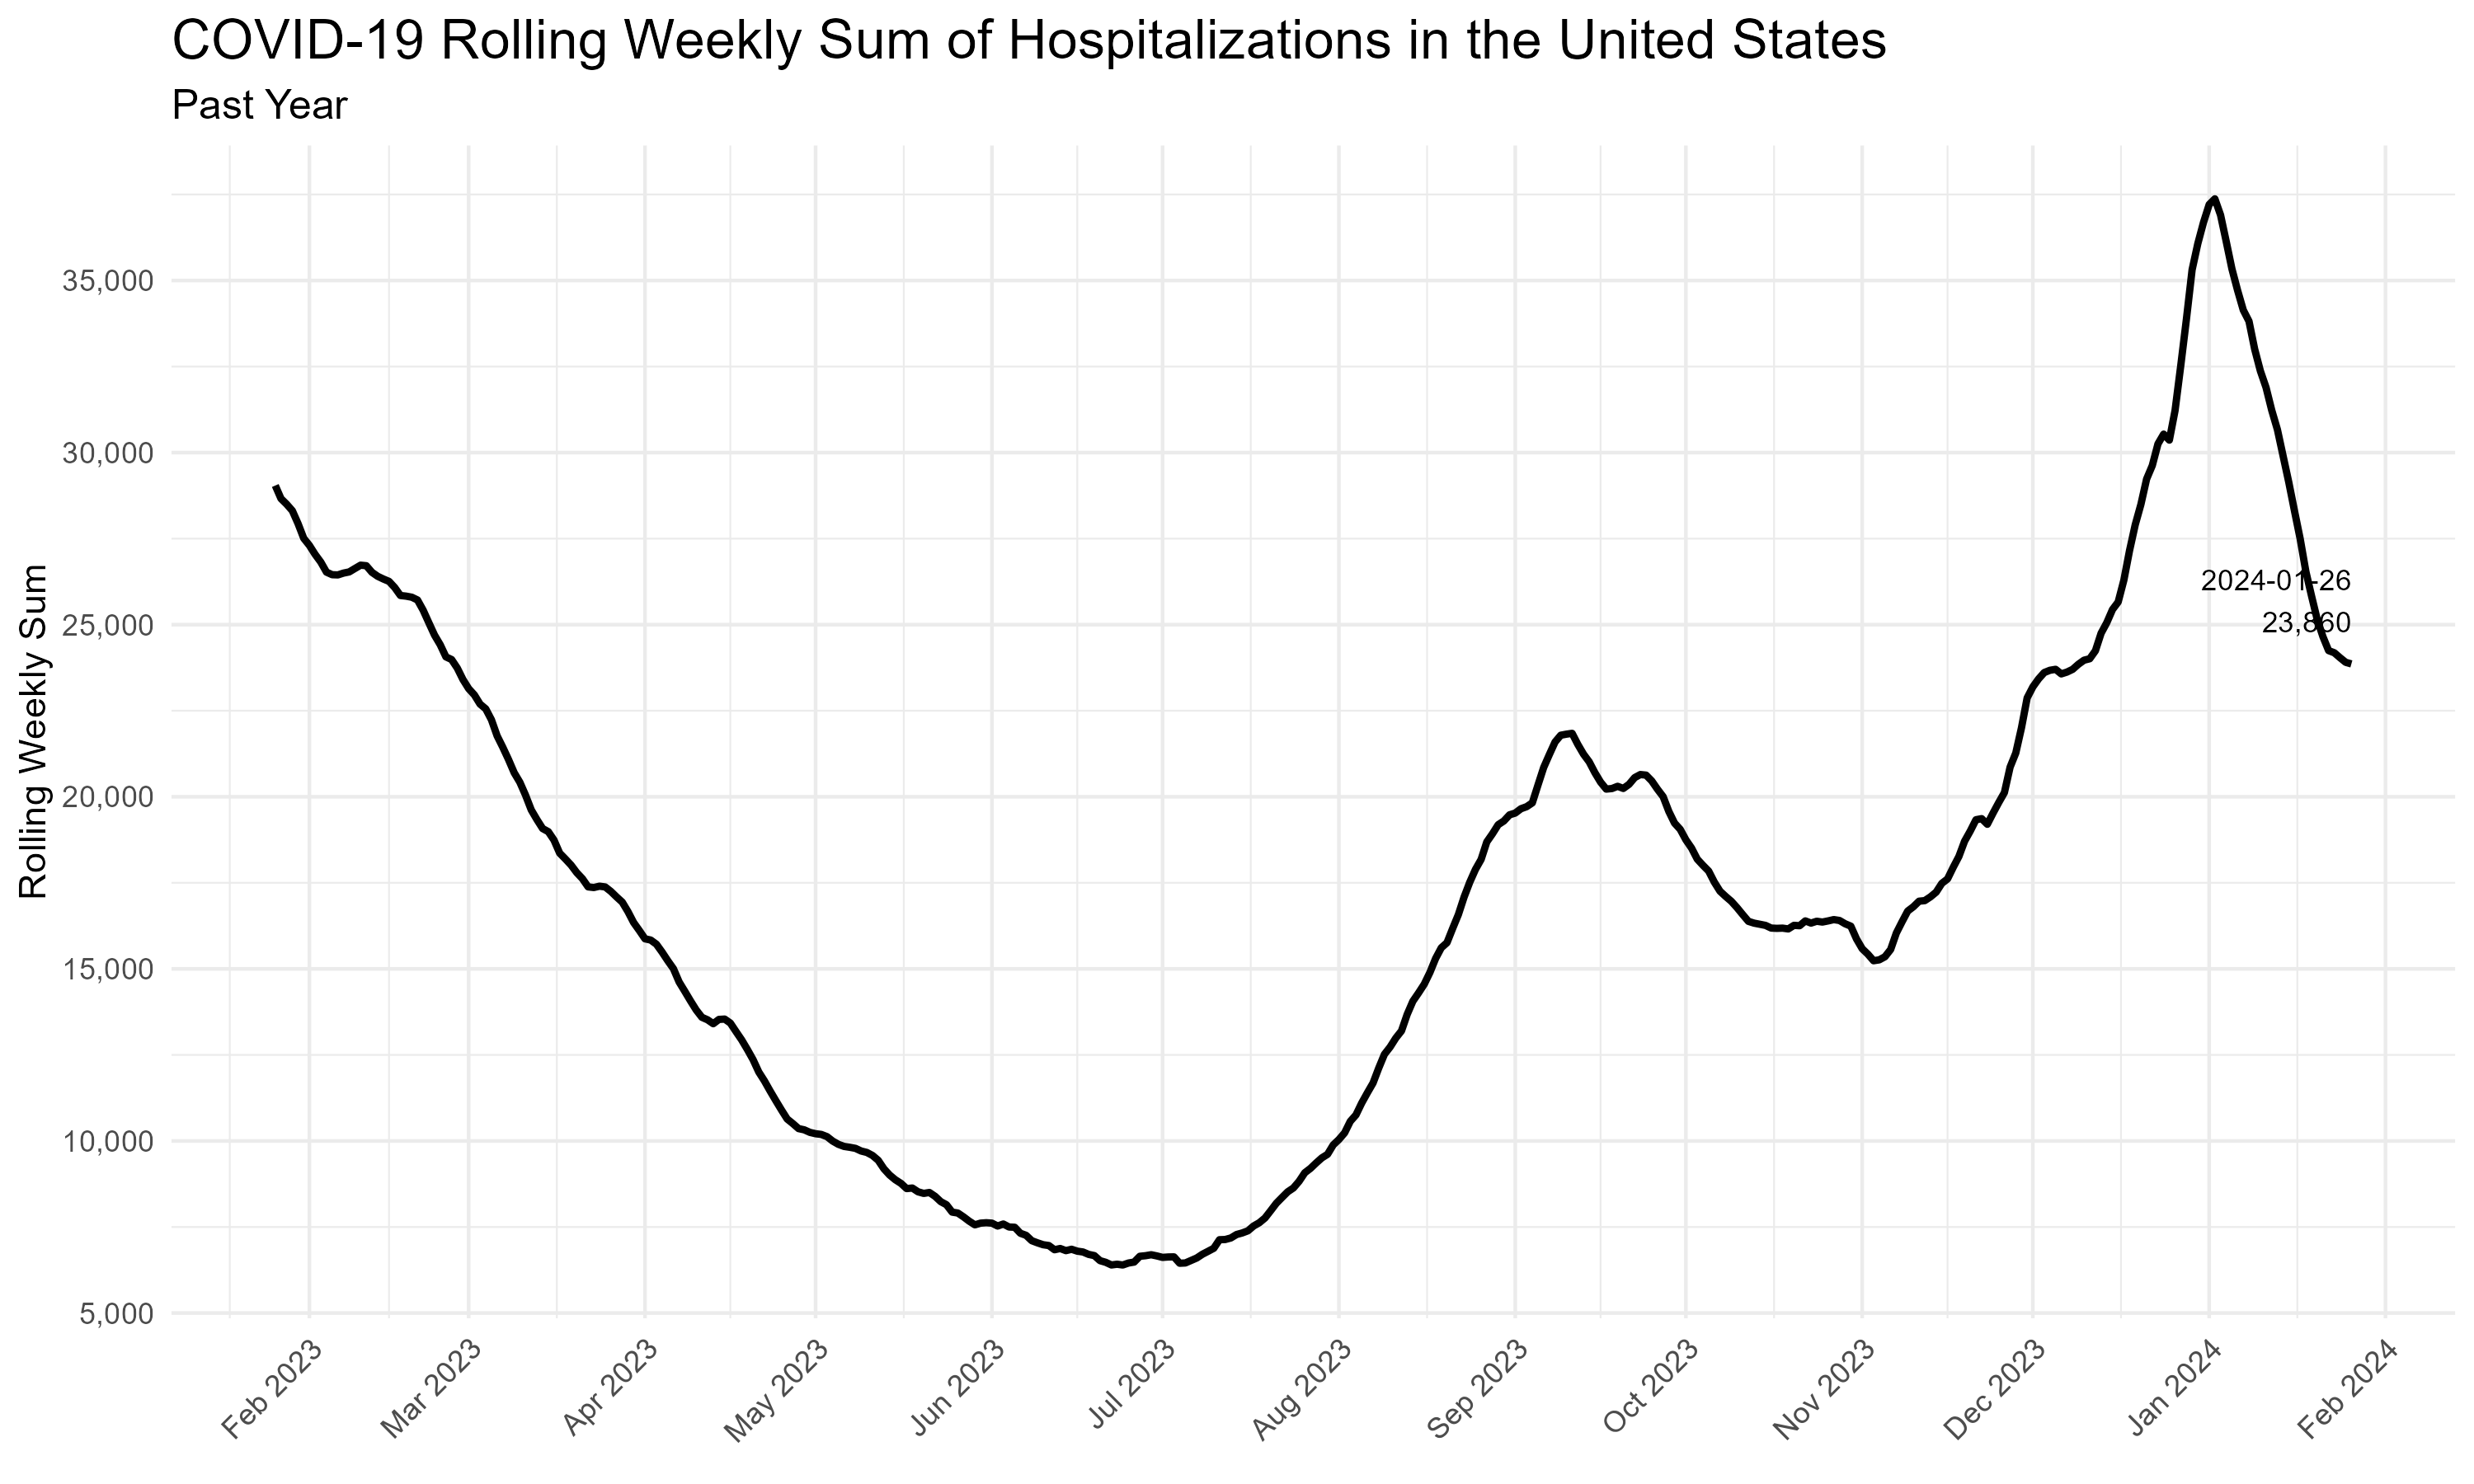 COVID-19 Rolling Weekly Sum of Hospitalizations in the United States
Past Year
Rolling Weekly Sum
35,000
30,000
25,000
20,000
15,000
10,000
5,000
2024-01-26
23,860
Feb 2023
Mar 2023
Apr 2023
May 2023
Jun 2023
Jul 2023
Aug 2023
Sep 2023
Oct 2023
Nov 2023
Dec 2023
Jan 2024
Feb 2024